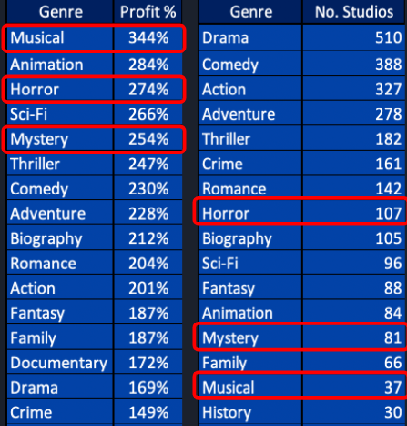 Genre Profit % Genre No. Studios
Musical 344% Drama 510
Animation 284% Comedy 388
Horror 274% Action 327
Sci-Fi 266% Adventure 278
Mystery 254% Thriller 182
Thriller 247% Crime 161
Comedy 230% Romance 142
Adventure 228% Horror 107
Biography 212% Biography 105
Romance 204% Sci-Fi 96
Action 201% Fantasy 88
Fantasy 187% Animation 84
Family 187% Mystery 81
Documentary 172% Family 66
Drama 169% Musical 37
Crime 149% History 30